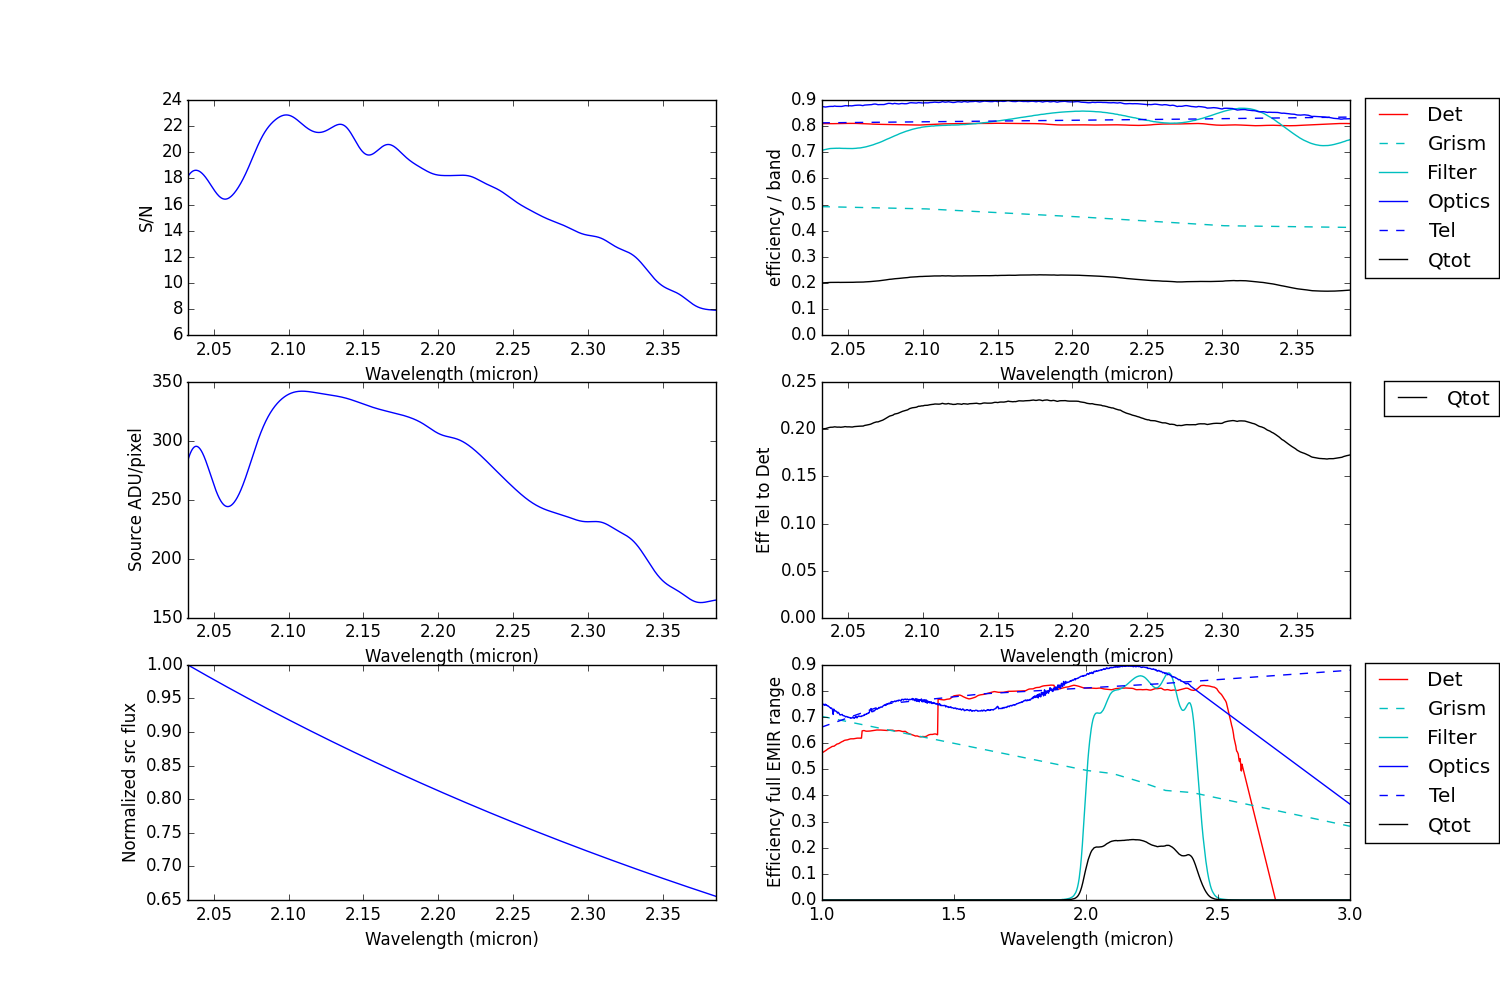 24
22
20
18
16
14
12
10
8
6
S/N
2.05 2.10 2.15 2.20 2.25 2.30 2.35
Wavelength (micron)
0.9
0.8
0.7
0.6
0.5
0.4
0.3
0.2
0.1
0.0
efficiency / band
2.05 2.10 2.15 2.20 2.25 2.30 2.35
Wavelength (micron)
Det
Grism
Filter
Optics
Tel
Qtot
350
300
250
200
150
Source ADU/pixel
2.05 2.10 2.15 2.20 2.25 2.30 2.35
Wavelength (micron)
0.25
0.20
0.15
0.10
0.05
0.00
Eff Tel to Det
2.05 2.10 2.15 2.20 2.25 2.30 2.35
Wavelength (micron)
Qtot
1.00
0.95
0.90
0.85
0.80
0.75
0.70
0.65
Normalized src flux
2.05 2.10 2.15 2.20 2.25 2.30 2.35
Wavelength (micron)
0.9
0.8
0.7
0.6
0.5
0.4
0.3
0.2
0.1
0.0
Efficiency full EMIR range
1.0 1.5 2.0 2.5 3.0
Wavelength (micron)
Det
Grism
Filter
Optics
Tel
Qtot